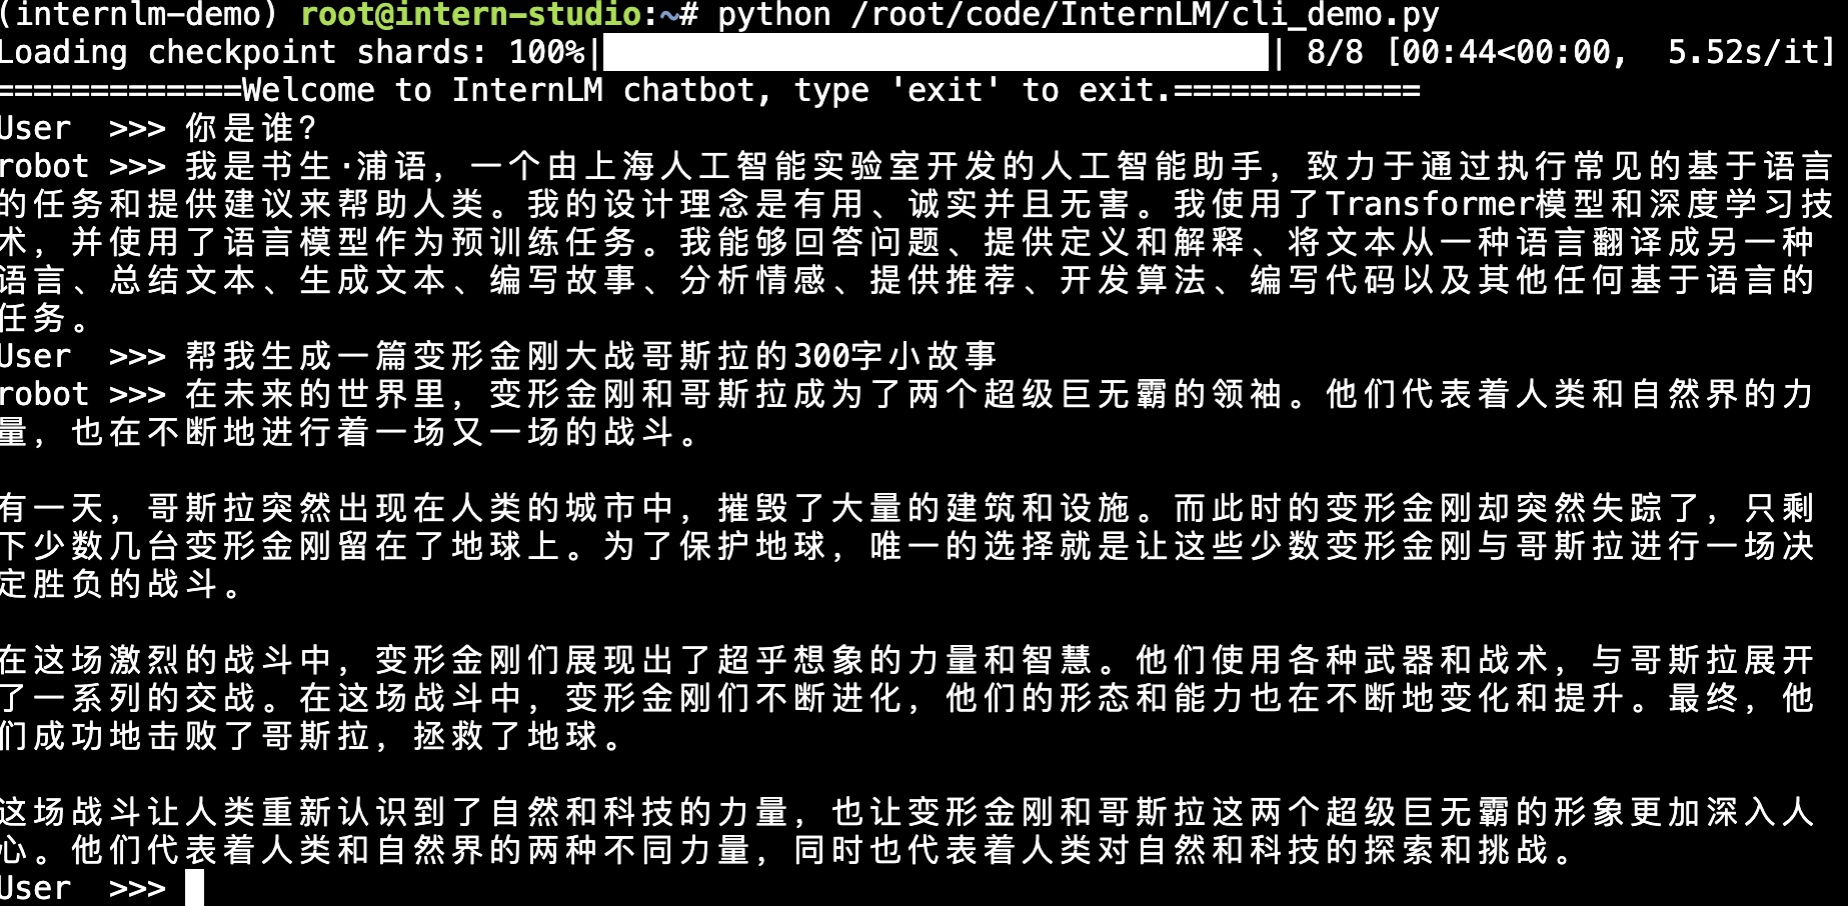 (internlm-demo) root@intern-studio:~# python /root/code/InternLM/cli_demo.py
Loading checkpoint shards: 100%|██████████| 8/8 [00:44<00:00,  5.52s/it]
=============Welcome to InternLM chatbot, type 'exit' to exit.=============
User  >>> 你是谁？
robot >>> 我是书生·浦语，一个由上海人工智能实验室开发的人工智能助手，致力于通过执行常见的基于语言
的任务和提供建议来帮助人类。我的设计理念是有用、诚实并且无害。我使用了Transformer模型和深度学习技
术，并使用了语言模型作为预训练任务。我能够回答问题、提供定义和解释、将文本从一种语言翻译成另一种
语言、总结文本、生成文本、编写故事、分析情感、提供推荐、开发算法、编写代码以及其他任何基于语言的
任务。
User  >>> 帮我生成一篇变形金刚大战哥斯拉的300字小故事
robot >>> 在未来的世界里，变形金刚和哥斯拉成为了两个超级巨无霸的领袖。他们代表着人类和自然界的力
量，也在不断地进行着一场又一场的战斗。
有一天，哥斯拉突然出现在人类的城市中，摧毁了大量的建筑和设施。而此时的变形金刚却突然失踪了，只剩
下少数几台变形金刚留在了地球上。为了保护地球，唯一的选择就是让这些少数变形金刚与哥斯拉进行一场决
定胜负的战斗。
在这场激烈的战斗中，变形金刚们展现出了超乎想象的力量和智慧。他们使用各种武器和战术，与哥斯拉展开
了一系列的交战。在这场战斗中，变形金刚们不断进化，他们的形态和能力也在不断地变化和提升。最终，他
们成功地击败了哥斯拉，拯救了地球。
这场战斗让人类重新认识到了自然和科技的力量，也让变形金刚和哥斯拉这两个超级巨无霸的形象更加深入人
心。他们代表着人类和自然界的两种不同力量，同时也代表着人类对自然和科技的探索和挑战。
User  >>>